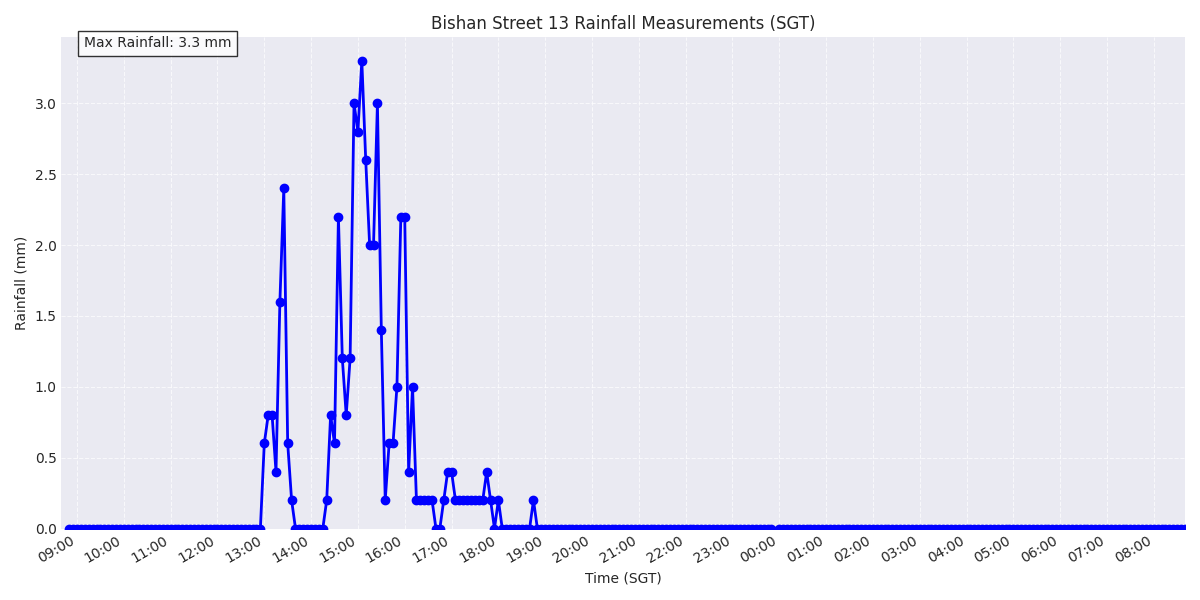 Bishan Street 13 Rainfall Measurements (SGT)
Max Rainfall: 3.3 mm
Rainfall (mm)
3.0
2.5
2.0
1.5
1.0
0.5
0.0
09:00 10:00 11:00 12:00 13:00 14:00 15:00 16:00 17:00 18:00 19:00 20:00 21:00 22:00 23:00 00:00 01:00 02:00 03:00 04:00 05:00 06:00 07:00 08:00
Time (SGT)